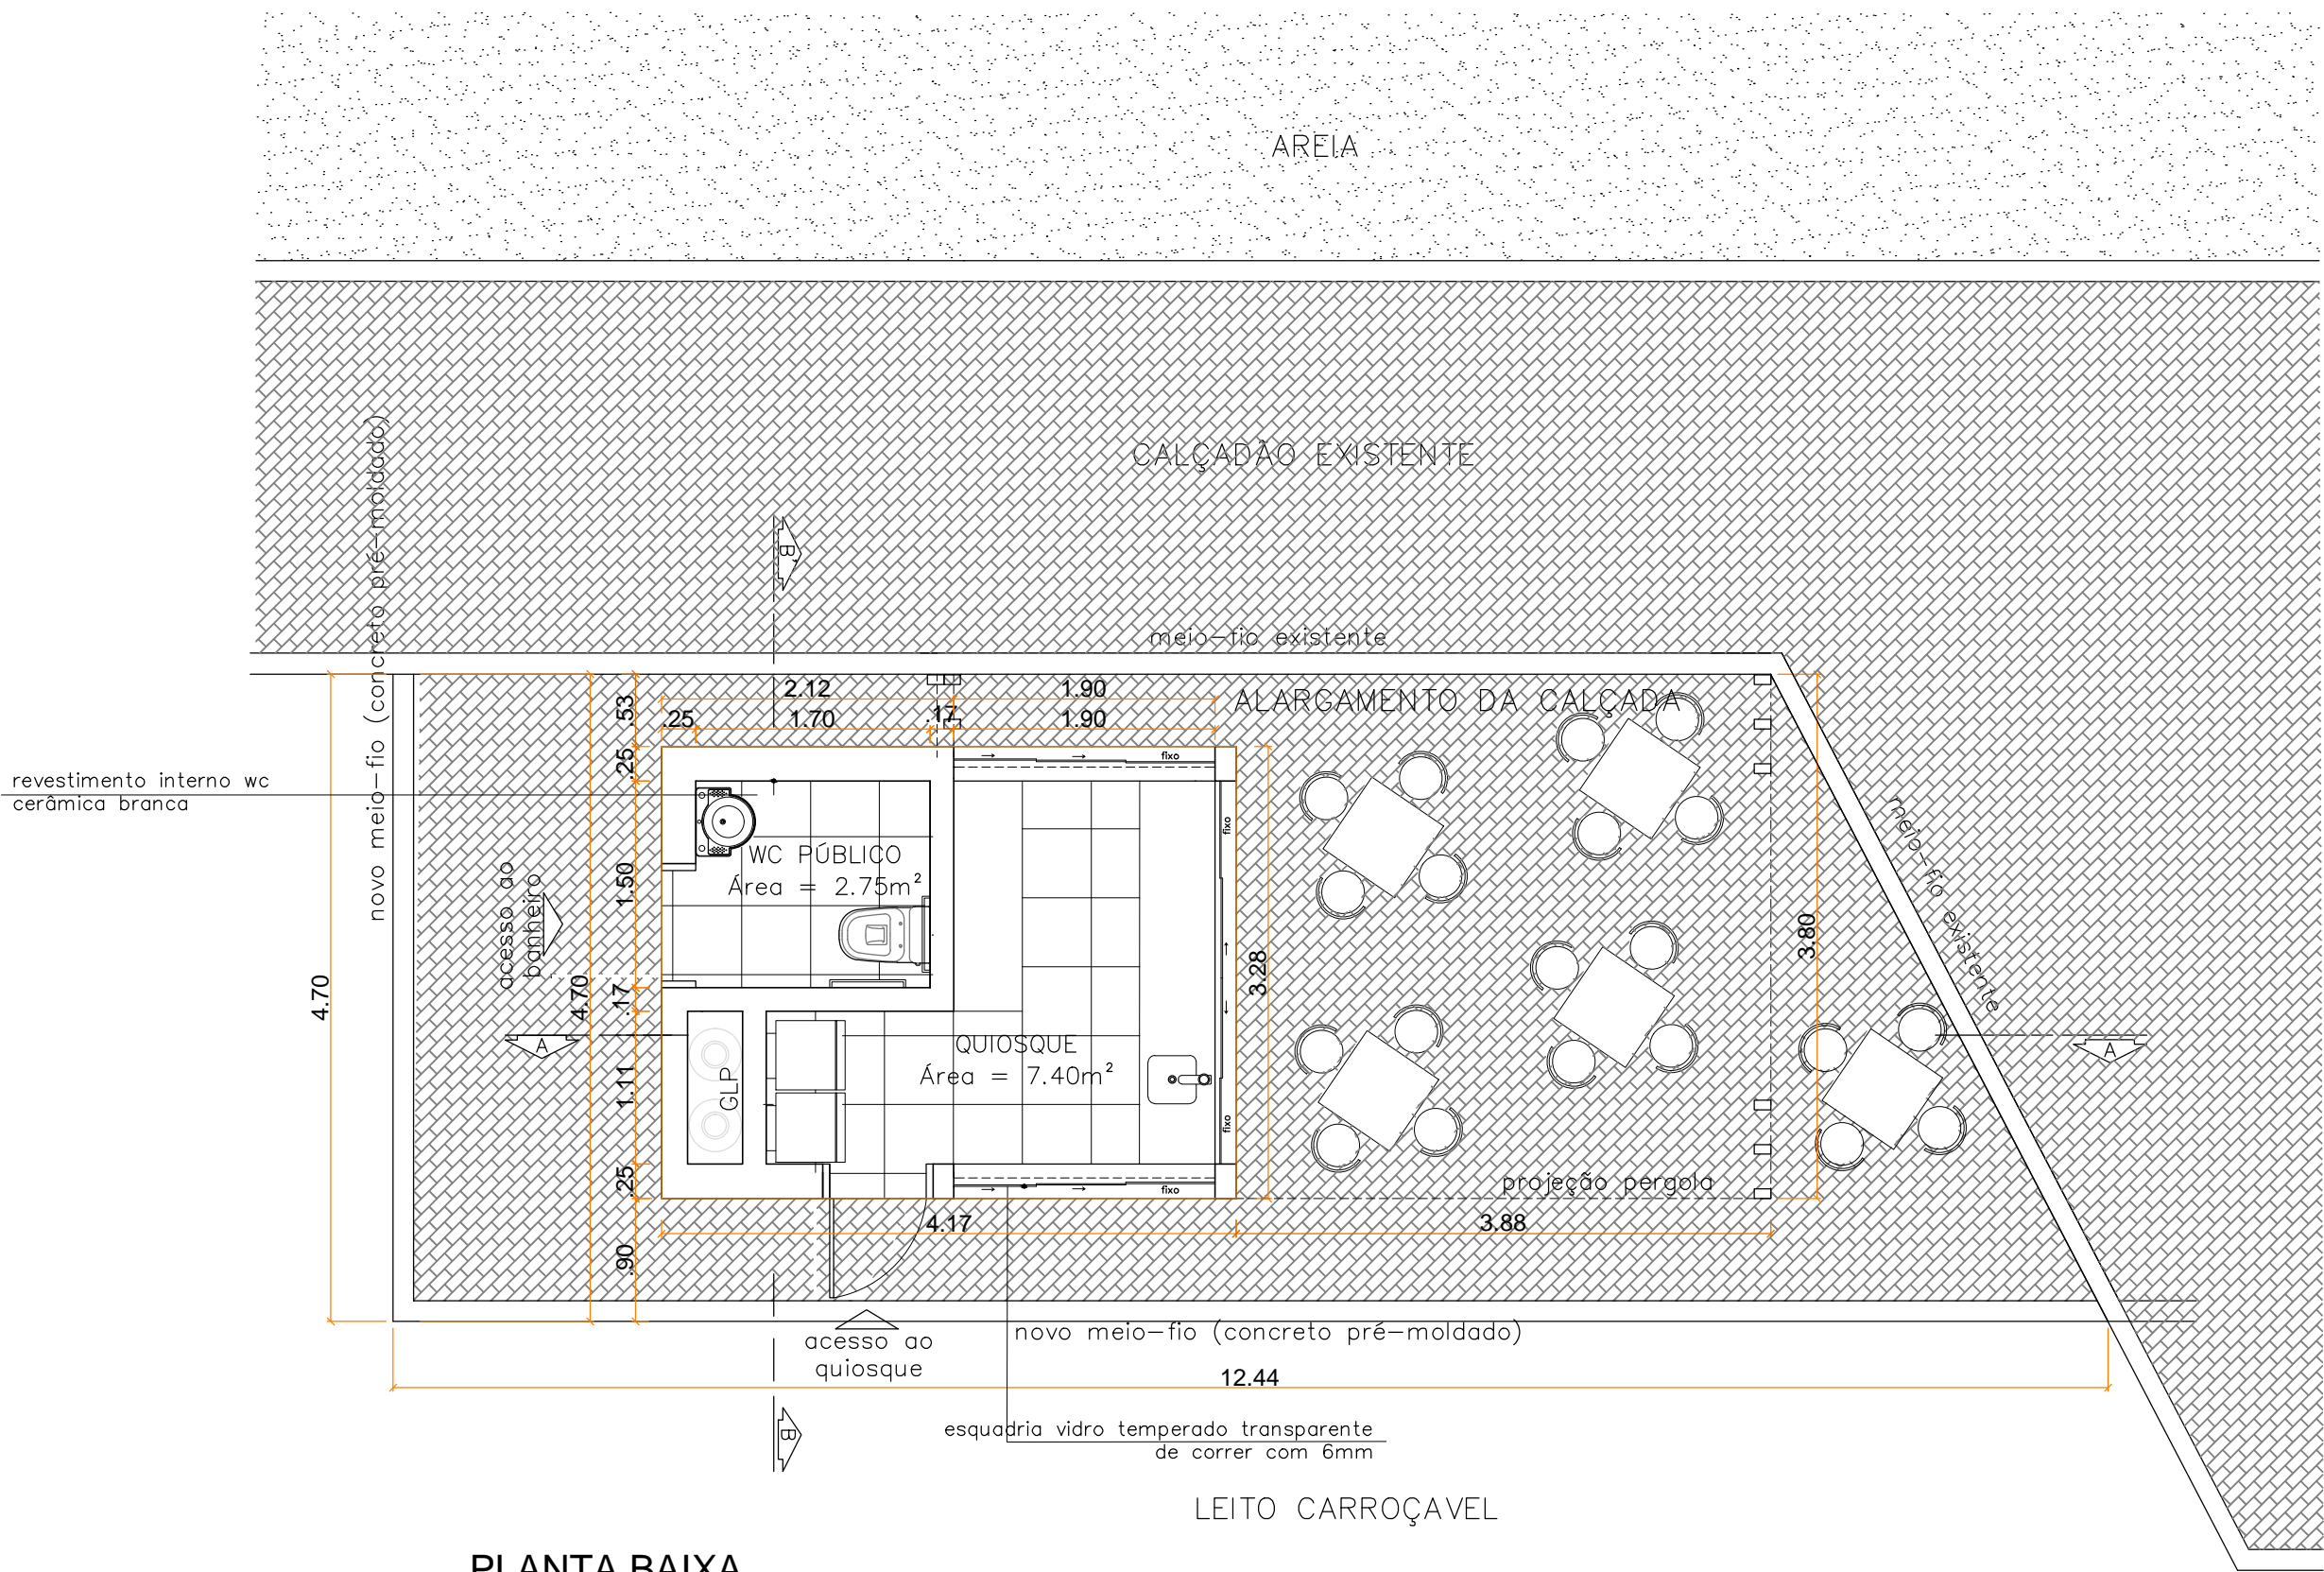 AREIA
CALÇADÃO EXISTENTE
novo meio-fio (concreto pré-moldado)
B'
meio-fio existente
2.12
1.90
ALARGAMENTO DA CALÇADA
.25
1.70
.17
1.90
.53
.25
fixo
revestimento interno wc
cerâmica branca
fixo
meio-fio existente
WC PÚBLICO
Área = 2.75m²
1.50
acesso ao
banheiro
3.80
3.28
4.70
4.70
.17
A
QUIOSQUE
Área = 7.40m²
A
GLP
1.11
fixo
.25
fixo
projeção pergola
4.17
3.88
.90
acesso ao
quiosque
novo meio-fio (concreto pré-moldado)
12.44
B
esquadria vidro temperado transparente
de correr com 6mm
LEITO CARROÇAVEL
PLANTA BAIXA